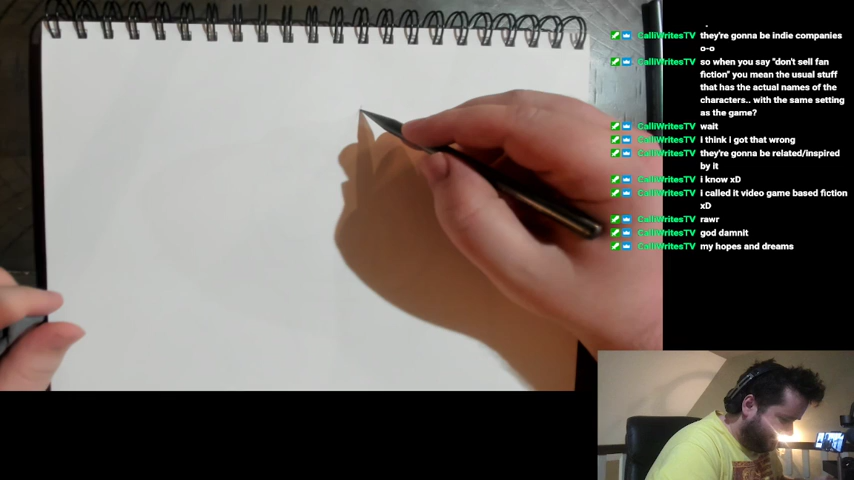 CalliWritesTV they're gonna be indie companies
o-o
CalliWritesTV so when you say "don't sell fan
fiction" you mean the usual stuff
that has the actual names of the
characters.. with the same setting
as the game?
CalliWritesTV wait
CalliWritesTV i think i got that wrong
CalliWritesTV they're gonna be related/inspired
by it
CalliWritesTV i know xD
CalliWritesTV i called it video game based fiction
xD
CalliWritesTV rawr
CalliWritesTV god damnit
CalliWritesTV my hopes and dreams